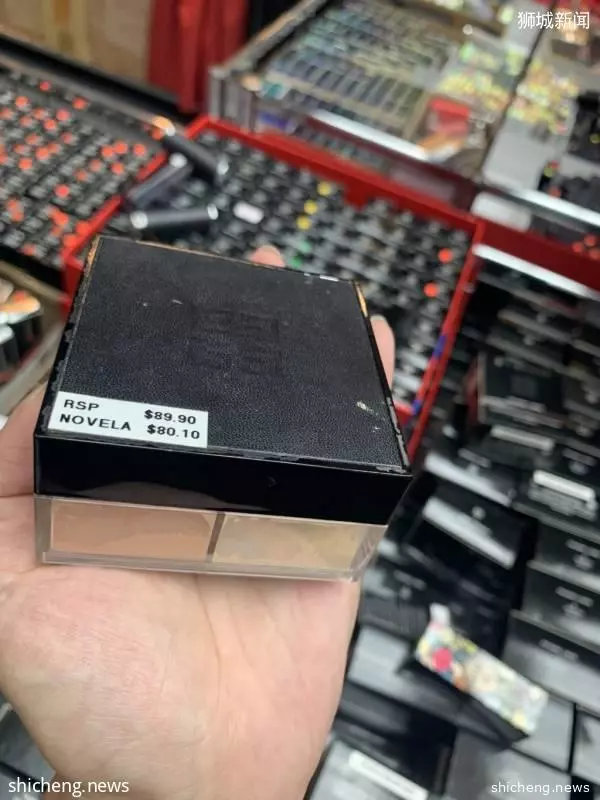 狮城新闻
RSP $89.90
NOVELA $80.10
shicheng.news
shicheng.news